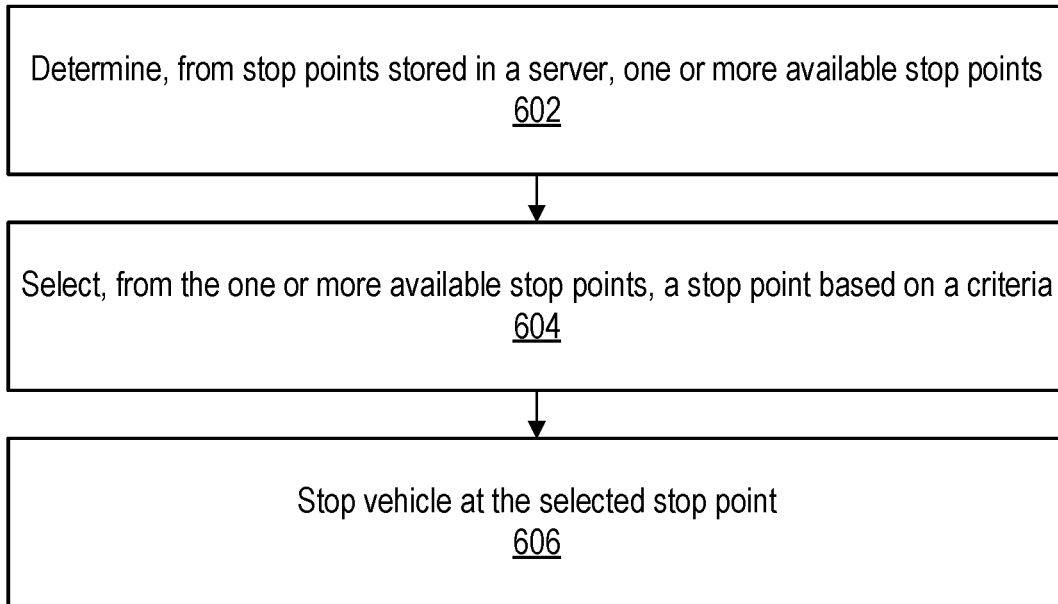 Determine, from stop points stored in a server, one or more available stop points
602
Select, from the one or more available stop points, a stop point based on a criteria
604
Stop vehicle at the selected stop point
606